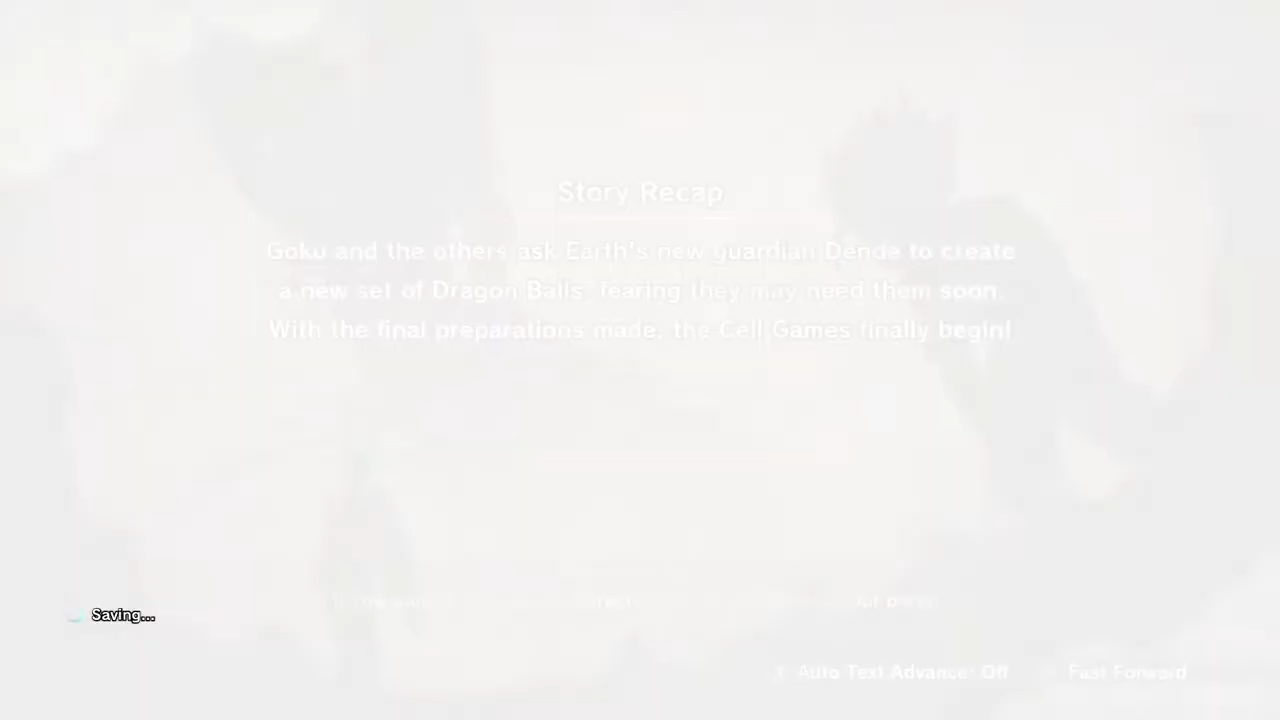 Story Recap
Goku and the others ask Earth's new guardian Dende to create
a new set of Dragon Balls, fearing they may need them soon.
With the final preparations made, the Cell Games finally begin!
Saving...
Auto Text Advance: Off
Fast Forward